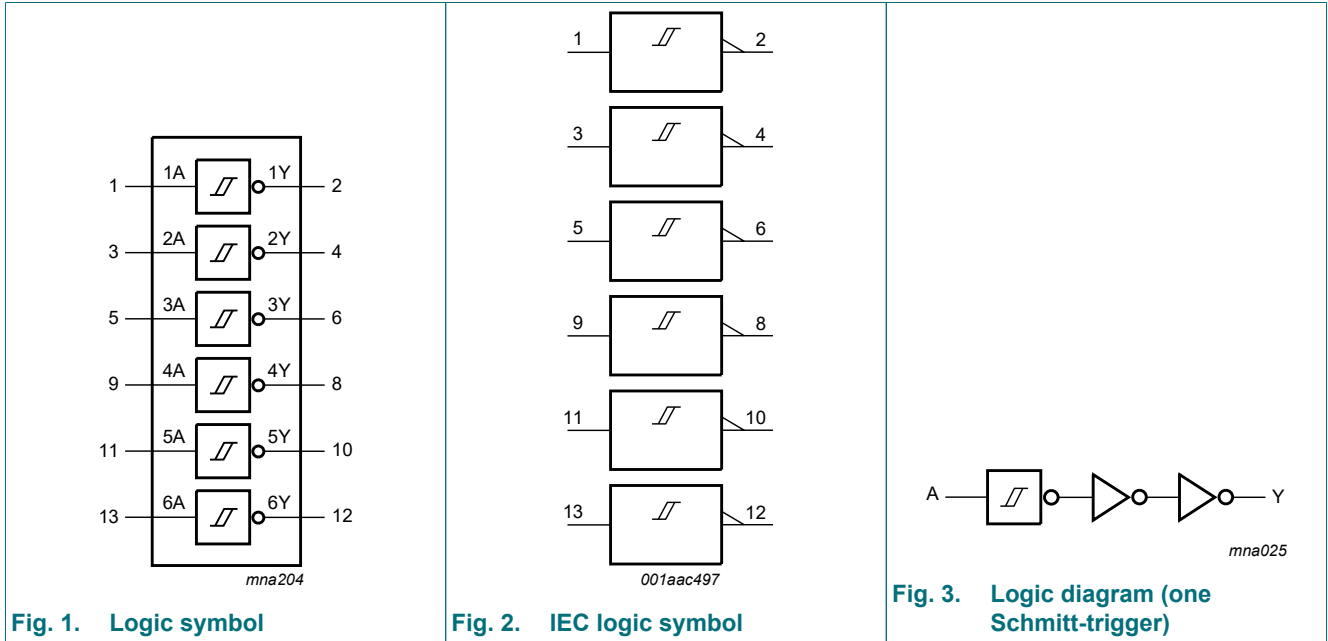 1 1A 1Y 2
3 2A 2Y 4
5 3A 3Y 6
9 4A 4Y 8
11 5A 5Y 10
13 6A 6Y 12
mna204
Fig. 1. Logic symbol
1 2
3 4
5 6
9 8
11 10
13 12
001aac497
Fig. 2. IEC logic symbol
A Y
mna025
Fig. 3. Logic diagram (one
Schmitt-trigger)